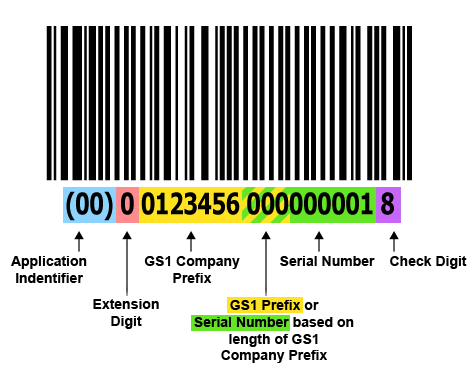 (00) 0 0123456 000000001 8
Application
Indentifier
Extension
Digit
GS1 Company
Prefix
GS1 Prefix or
Serial Number based on
length of GS1
Company Prefix
Serial Number
Check Digit